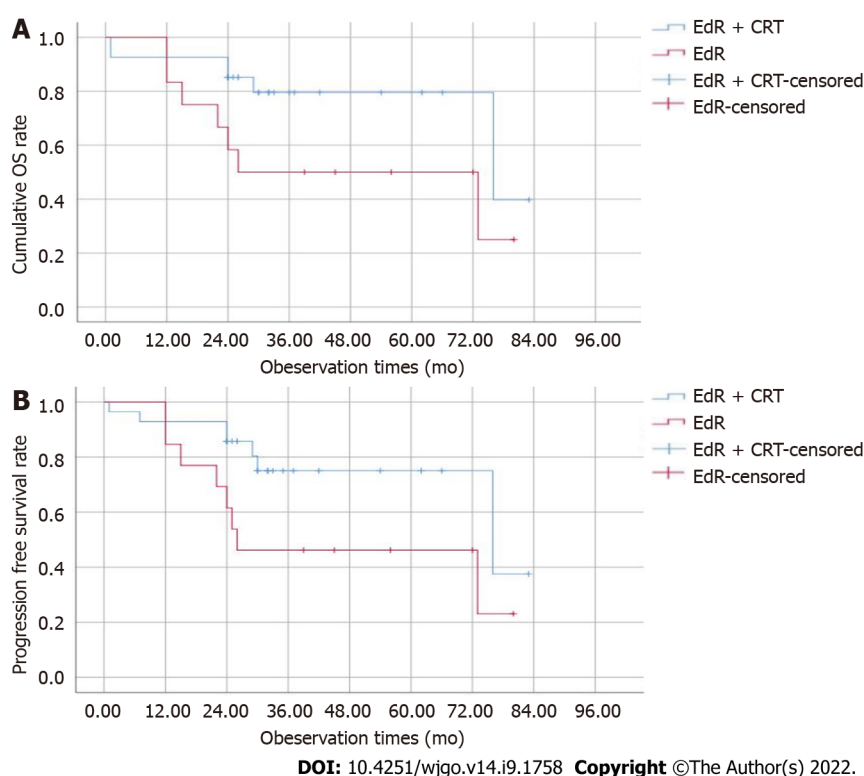 A
Cumulative OS rate
1.0
0.8
0.6
0.4
0.2
0.0
0.00 12.00 24.00 36.00 48.00 60.00 72.00 84.00 96.00
Obeservation times (mo)
EdR + CRT
EdR
EdR + CRT-censored
EdR-censored
B
Progression free survival rate
1.0
0.8
0.6
0.4
0.2
0.0
0.00 12.00 24.00 36.00 48.00 60.00 72.00 84.00 96.00
Obeservation times (mo)
EdR + CRT
EdR
EdR + CRT-censored
EdR-censored
DOI: 10.4251/wjgo.v14.i9.1758 Copyright ©The Author(s) 2022.